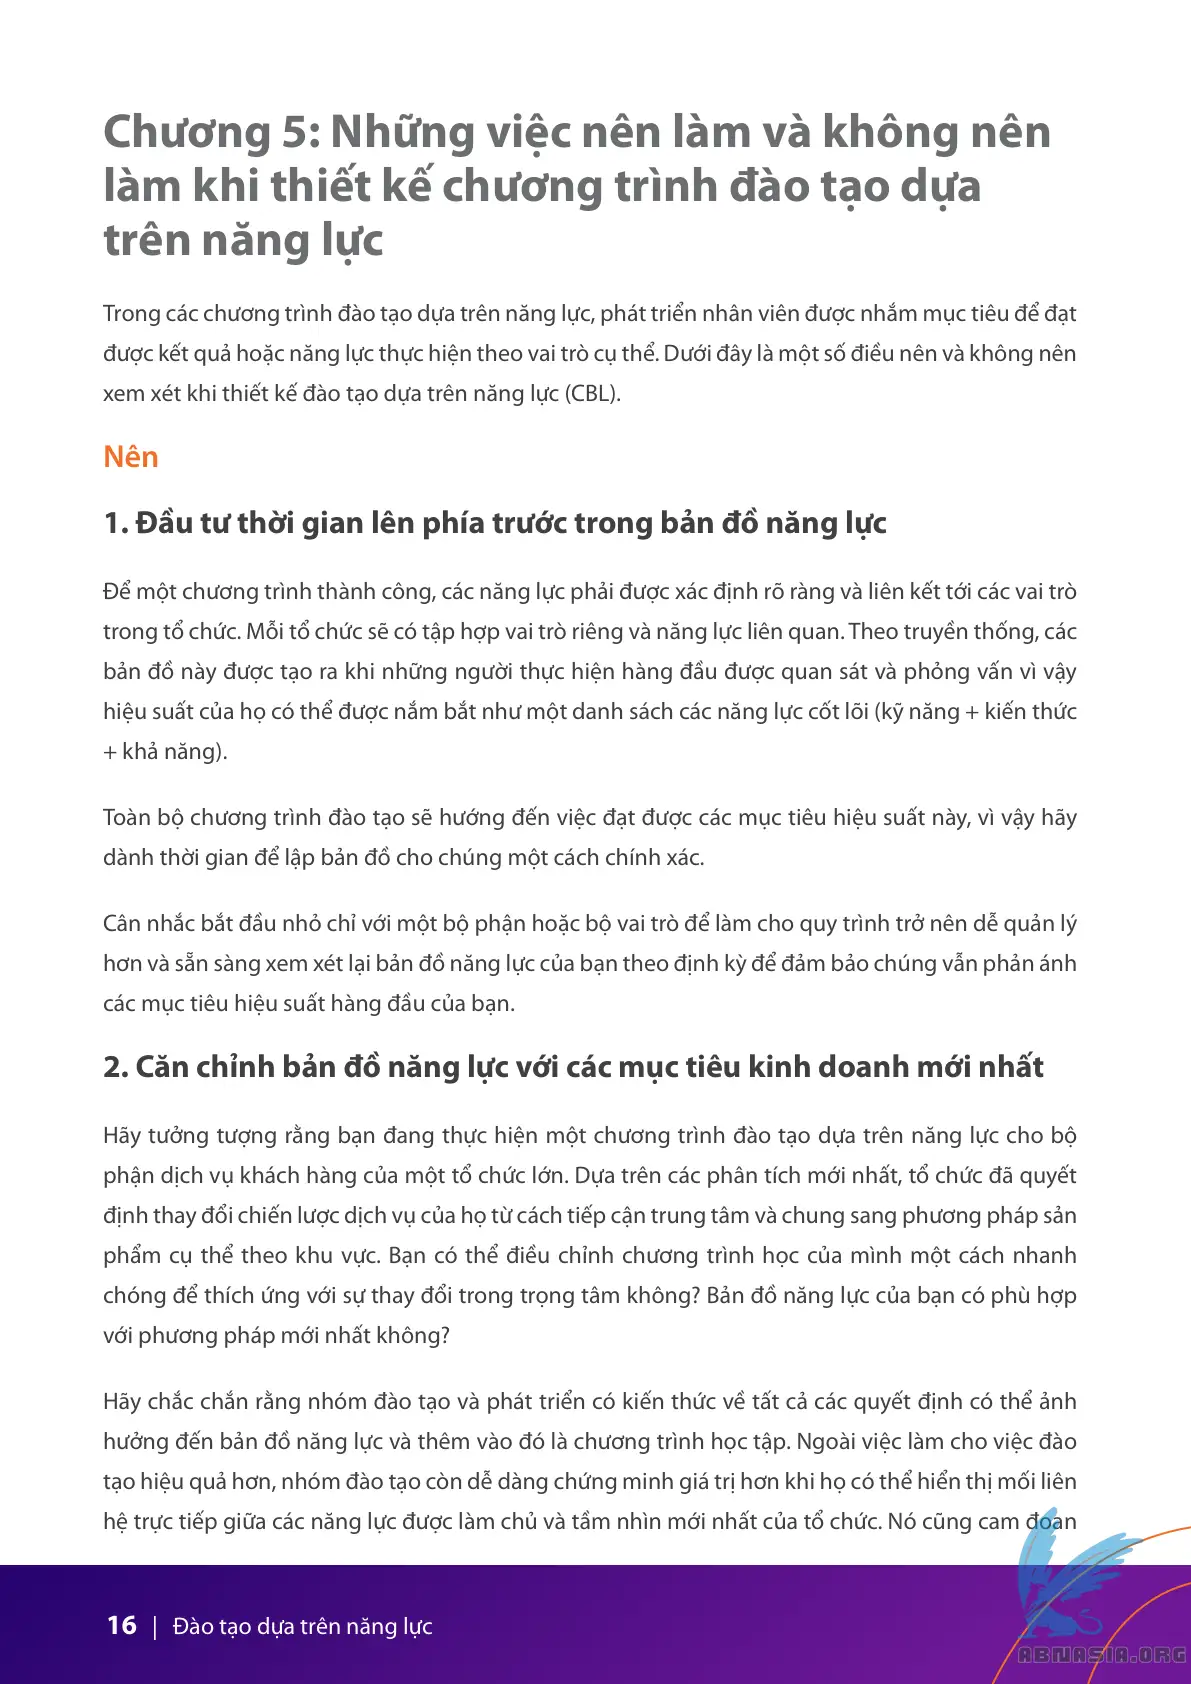 Chương 5: Những việc nên làm và không nên
làm khi thiết kế chương trình đào tạo dựa
trên năng lực
Trong các chương trình đào tạo dựa trên năng lực, phát triển nhân viên được nhắm mục tiêu để đạt
được kết quả hoặc năng lực thực hiện theo vai trò cụ thể. Dưới đây là một số điều nên và không nên
xem xét khi thiết kế đào tạo dựa trên năng lực (CBL).
Nên
1. Đầu tư thời gian lên phía trước trong bản đồ năng lực
Để một chương trình thành công, các năng lực phải được xác định rõ ràng và liên kết tới các vai trò
trong tổ chức. Mỗi tổ chức sẽ có tập hợp vai trò riêng và năng lực liên quan. Theo truyền thống, các
bản đồ này được tạo ra khi những người thực hiện hàng đầu được quan sát và phỏng vấn vì vậy
hiệu suất của họ có thể được nắm bắt như một danh sách các năng lực cốt lõi (kỹ năng + kiến thức
+ khả năng).
Toàn bộ chương trình đào tạo sẽ hướng đến việc đạt được các mục tiêu hiệu suất này, vì vậy hãy
dành thời gian để lập bản đồ cho chúng một cách chính xác.
Cân nhắc bắt đầu nhỏ chỉ với một bộ phận hoặc bộ vai trò để làm cho quy trình trở nên dễ quản lý
hơn và sẵn sàng xem xét lại bản đồ năng lực của bạn theo định kỳ để đảm bảo chúng vẫn phản ánh
các mục tiêu hiệu suất hàng đầu của bạn.
2. Căn chỉnh bản đồ năng lực với các mục tiêu kinh doanh mới nhất
Hãy tưởng tượng rằng bạn đang thực hiện một chương trình đào tạo dựa trên năng lực cho bộ
phận dịch vụ khách hàng của một tổ chức lớn. Dựa trên các phân tích mới nhất, tổ chức đã quyết
định thay đổi chiến lược dịch vụ của họ từ cách tiếp cận trung tâm và chung sang phương pháp sản
phẩm cụ thể theo khu vực. Bạn có thể điều chỉnh chương trình học của mình một cách nhanh
chóng để thích ứng với sự thay đổi trong trọng tâm không? Bản đồ năng lực của bạn có phù hợp
với phương pháp mới nhất không?
Hãy chắc chắn rằng nhóm đào tạo và phát triển có kiến thức về tất cả các quyết định có thể ảnh
hưởng đến bản đồ năng lực và thêm vào đó là chương trình học tập. Ngoài việc làm cho việc đào
tạo hiệu quả hơn, nhóm đào tạo còn dễ dàng chứng minh giá trị hơn khi họ có thể hiển thị mối liên
hệ trực tiếp giữa các năng lực được làm chủ và tầm nhìn mới nhất của tổ chức. Nó cũng cam đoan
16 | Đào tạo dựa trên năng lực
ABNASIA.ORG